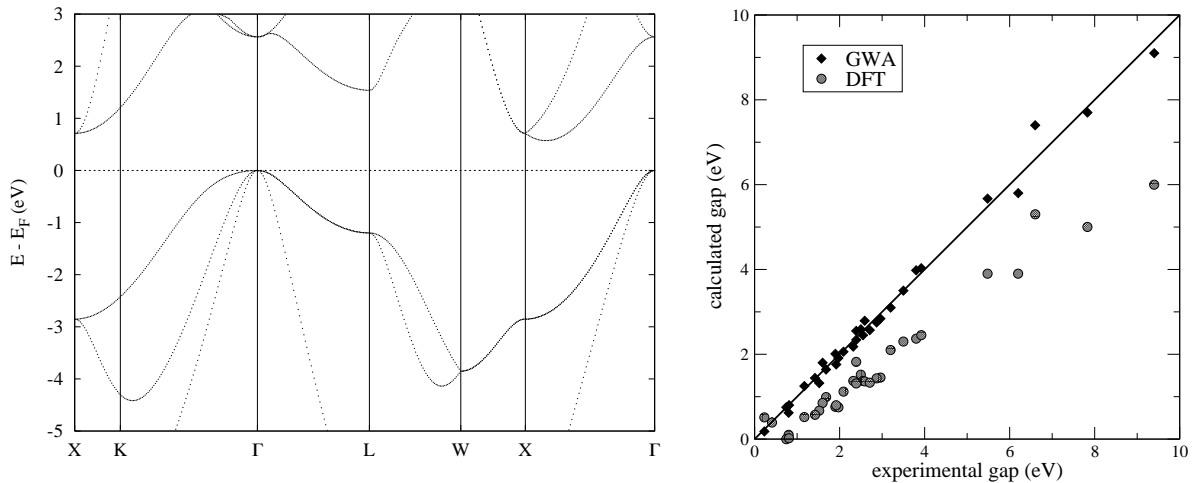 E - E_F (eV)
3
2
1
0
-1
-2
-3
-4
-5
X K Γ L W X Γ
calculated gap (eV)
10
8
6
4
2
0
GWA
DFT
0 2 4 6 8 10
experimental gap (eV)